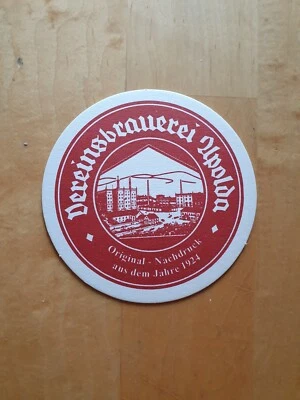 Vereinsbrauerei Apolda
Original - Nachdruck
aus dem Jahre 1924